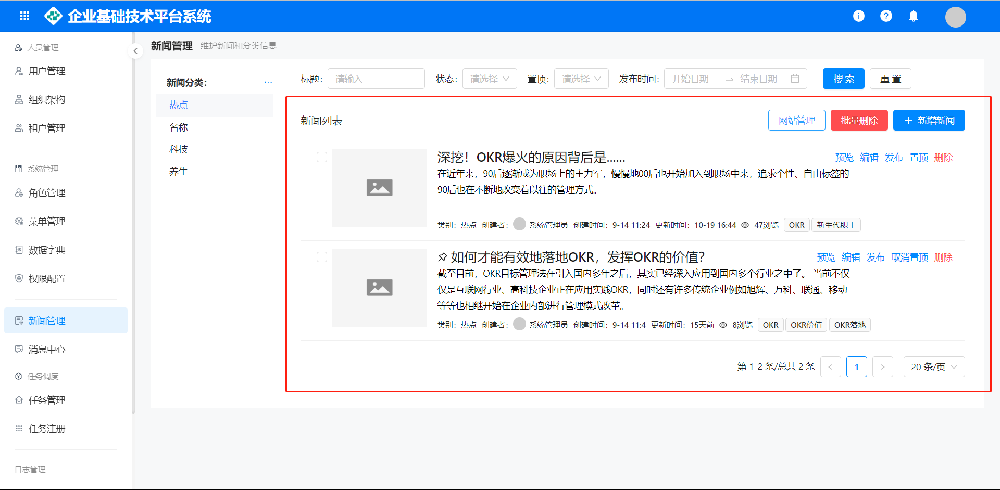 企业基础技术平台系统
人员管理
用户管理
组织架构
租户管理
系统管理
角色管理
菜单管理
数据字典
权限配置
新闻管理
消息中心
任务调度
任务管理
任务注册
日志管理
新闻管理 维护新闻和分类信息
新闻分类: ...
热点
名称
科技
养生
标题: 请输入 状态: 请选择 置顶: 请选择 发布时间: 开始日期 → 结束日期 搜 索 重 置
新闻列表 网站管理 批量删除 + 新增新闻
深挖！OKR爆火的原因背后是...... 预览 编辑 发布 置顶 删除
在近年来，90后逐渐成为职场上的主力军，慢慢地00后也开始加入到职场中来，追求个性、自由标签的
90后也在不断地改变着以往的管理方式。
类别: 热点 创建者: 系统管理员 创建时间: 9-14 11:24 更新时间: 10-19 16:44 47浏览 OKR 新生代职工
如何才能有效地落地OKR，发挥OKR的价值? 预览 编辑 发布 取消置顶 删除
截至目前，OKR目标管理法在引入国内多年之后，其实已经深入应用到国内多个行业之中了。 当前不仅
仅是互联网行业、高科技企业正在应用实践OKR，同时还有许多传统企业例如旭辉、万科、联通、移动
等等也相继开始在企业内部进行管理模式改革。
类别: 热点 创建者: 系统管理员 创建时间: 9-14 11:4 更新时间: 15天前 8浏览 OKR OKR价值 OKR落地
第 1-2 条/总共 2 条 < 1 > 20 条/页